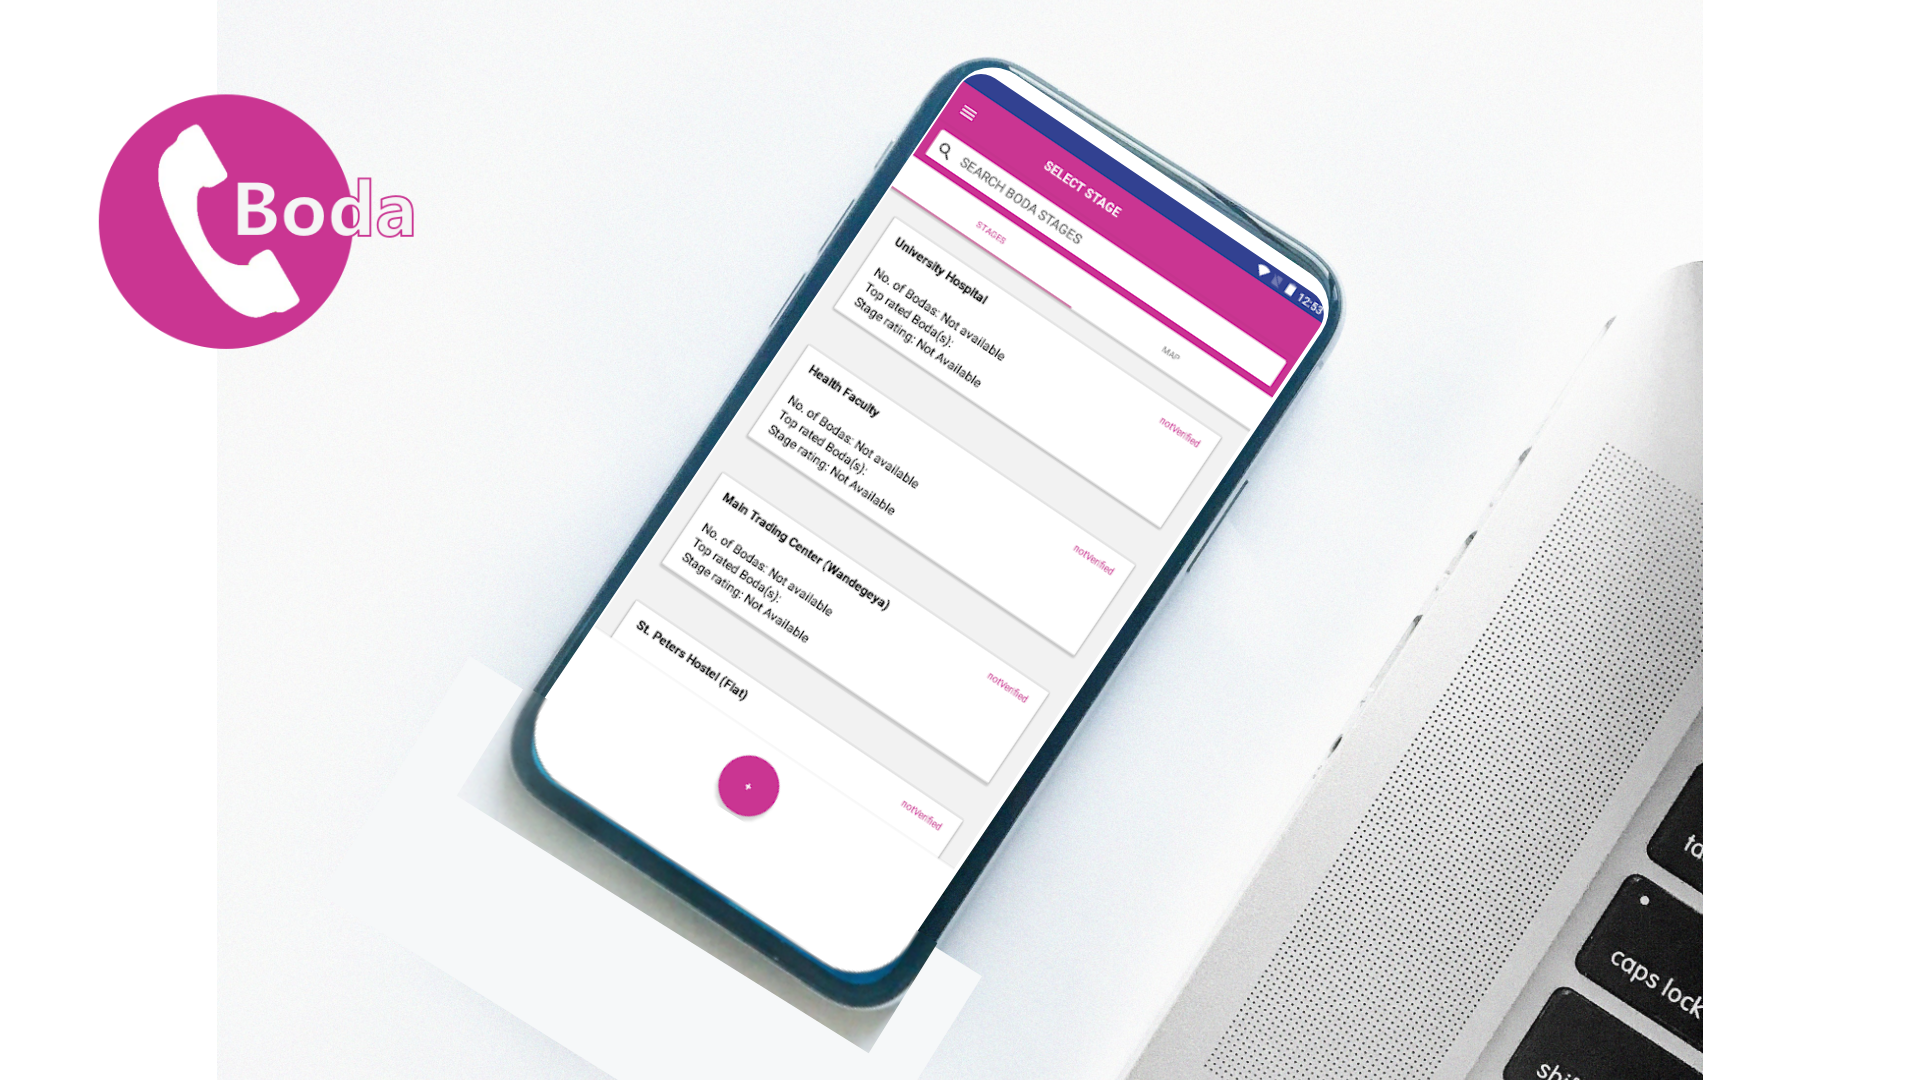 Boda
12:53
SELECT STAGE
SEARCH BODA STAGES
STAGES
MAP
University Hospital
notVerified
No. of Bodas: Not available
Top rated Boda(s):
Stage rating: Not Available
Health Faculty
notVerified
No. of Bodas: Not available
Top rated Boda(s):
Stage rating: Not Available
Main Trading Center (Wandegeya)
notVerified
No. of Bodas: Not available
Top rated Boda(s):
Stage rating: Not Available
St. Peters Hostel (Flat)
notVerified
+
caps lock